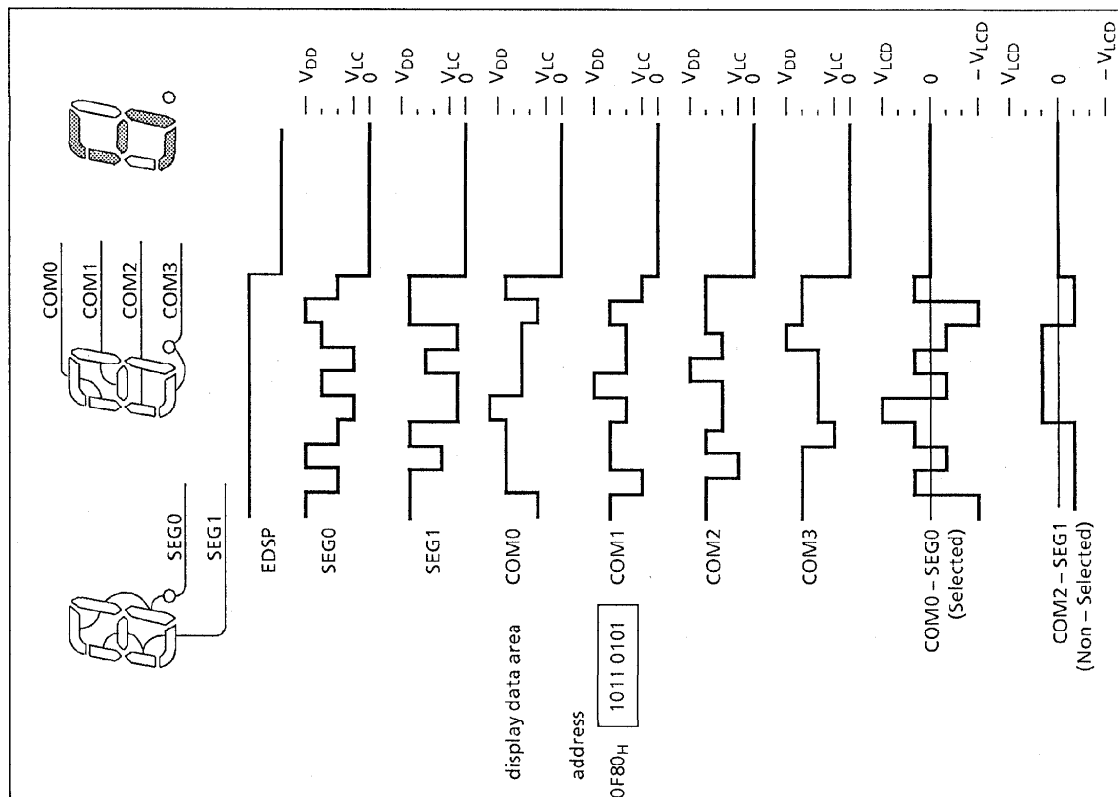 SEG0
SEG1
COM0
COM1
COM2
COM3
EDSP
SEG0
VDD
VLC
0
SEG1
VDD
VLC
0
display data area
COM0
VDD
VLC
0
address
0F80H
1011 0101
COM1
VDD
VLC
0
COM2
VDD
VLC
0
COM3
VDD
VLC
0
COM0 – SEG0
(Selected)
VLCD
0
– VLCD
COM2 – SEG1
(Non – Selected)
VLCD
0
– VLCD